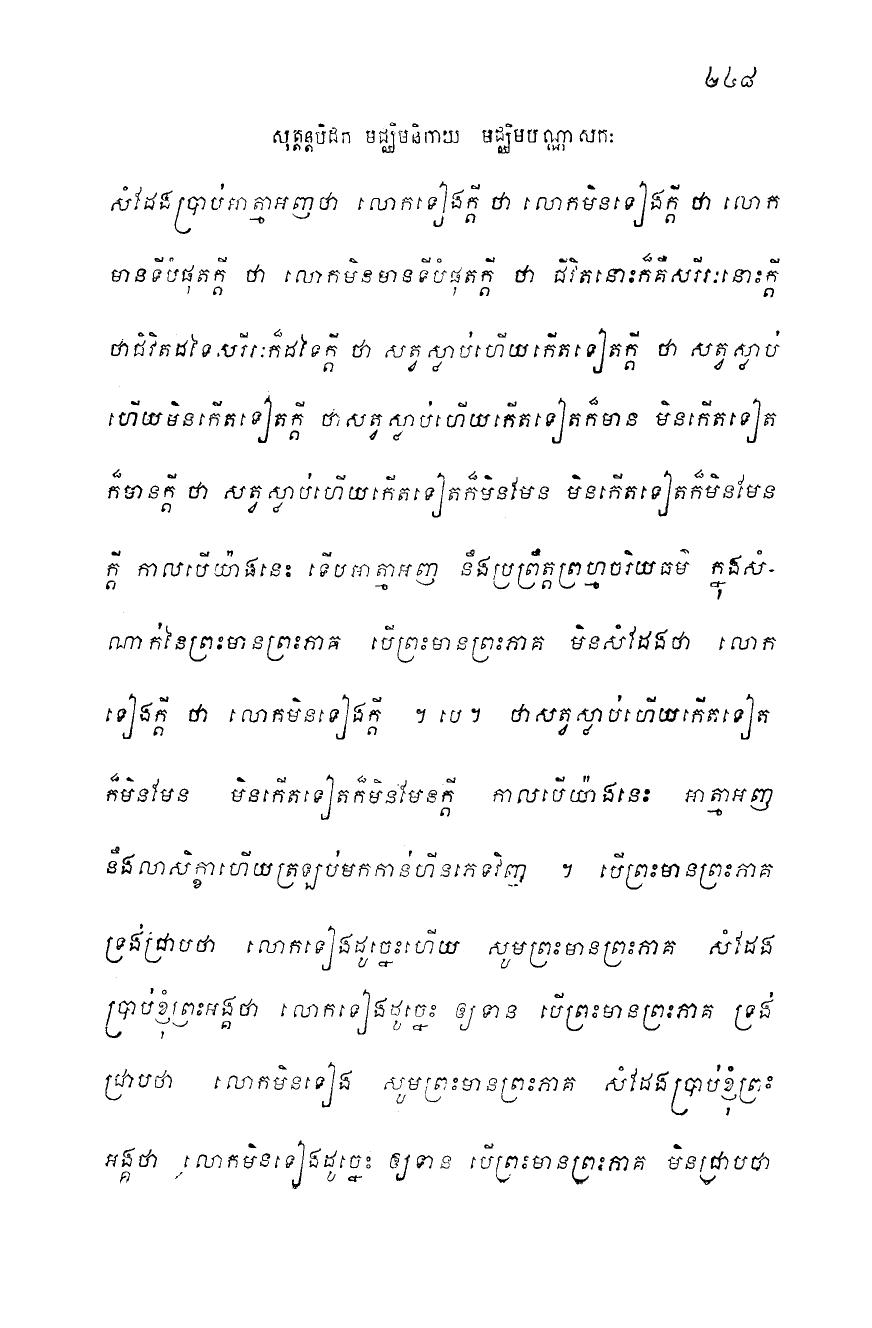 ២៤៨
សុត្តន្តបិដក មជ្ឈិមនិកាយ មជ្ឈិមបណ្ណាសកៈ
សំដែងប្រាប់អាត្មាអញថា លោកទៀងក្តី ថា លោកមិនទៀងក្តី ថា លោក
មានទីបំផុតក្តី ថា លោកមិនមានទីបំផុតក្តី ថា ជីវិតនោះក៏គឺសរីរៈនោះក្តី
ថាជិវិតដទៃសរីរៈក៏ដទៃក្តី ថា សត្វស្លាប់ហើយកើតទៀតក្តី ថា សត្វស្លាប់
ហើយមិនកើតទៀតក្តី ថាសត្វស្លាប់ហើយកើតទៀតក៏មាន មិនកើតទៀត
ក៏មានក្តី ថា សត្វស្លាប់ហើយកើតទៀតក៏មិនមែន មិនកើតទៀតក៏មិនមែន
ក្តី កាលបើយ៉ាងនេះ ទើបអាត្មាអញ នឹងប្រព្រឹត្តព្រហ្មចរិយធម៌ ក្នុងសំ-
ណាក់នៃព្រះមានព្រះភាគ បើព្រះមានព្រះភាគ មិនសំដែងថា លោក
ទៀងក្តី ថា លោកមិនទៀងក្តី ។ បេ ។ ថាសត្វស្លាប់ហើយកើតទៀត
ក៏មិនមែន មិនកើតទៀតក៏មិនមែនក្តី កាលបើយ៉ាងនេះ អាត្មាអញ
នឹងលាសិក្ខាហើយត្រឡប់មកកាន់ហីនភេទវិញ ។ បើព្រះមានព្រះភាគ
ទ្រង់ជ្រាបថា លោកទៀងដូច្នេះហើយ សូមព្រះមានព្រះភាគ សំដែង
ប្រាប់ខ្ញុំព្រះអង្គថា លោកទៀងដូច្នេះ ឲ្យទាន បើព្រះមានព្រះភាគ ទ្រង់
ជ្រាបថា លោកមិនទៀង សូមព្រះមានព្រះភាគ សំដែងប្រាប់ខ្ញុំព្រះ
អង្គថា លោកមិនទៀងដូច្នេះ ឲ្យទាន បើព្រះមានព្រះភាគ មិនជ្រាបថា